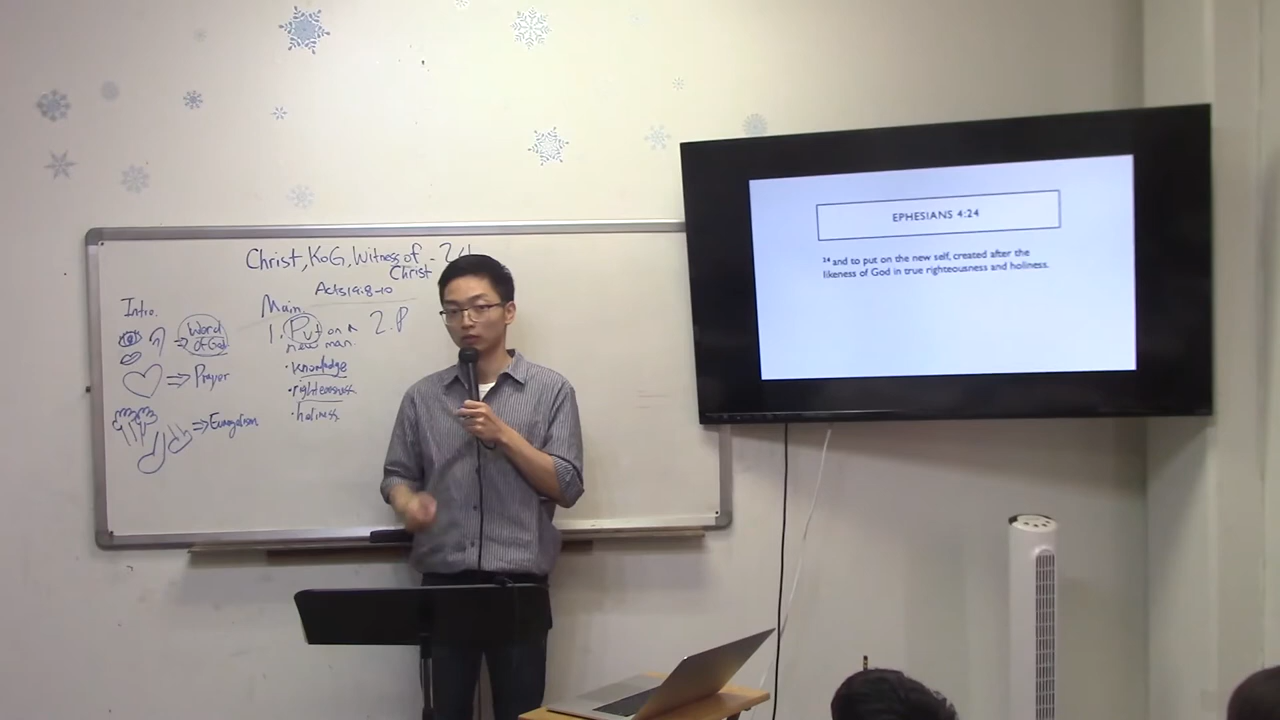 Christ, KoG, Witness of
Christ
Acts 19:8-10
Intro.
Word
of God
⇒ Prayer
⇒ Evangelism
Main
1. Put on a
new man.
• knowledge
• righteousness
• holiness
2. P
EPHESIANS 4:24
24 and to put on the new self, created after the
likeness of God in true righteousness and holiness.